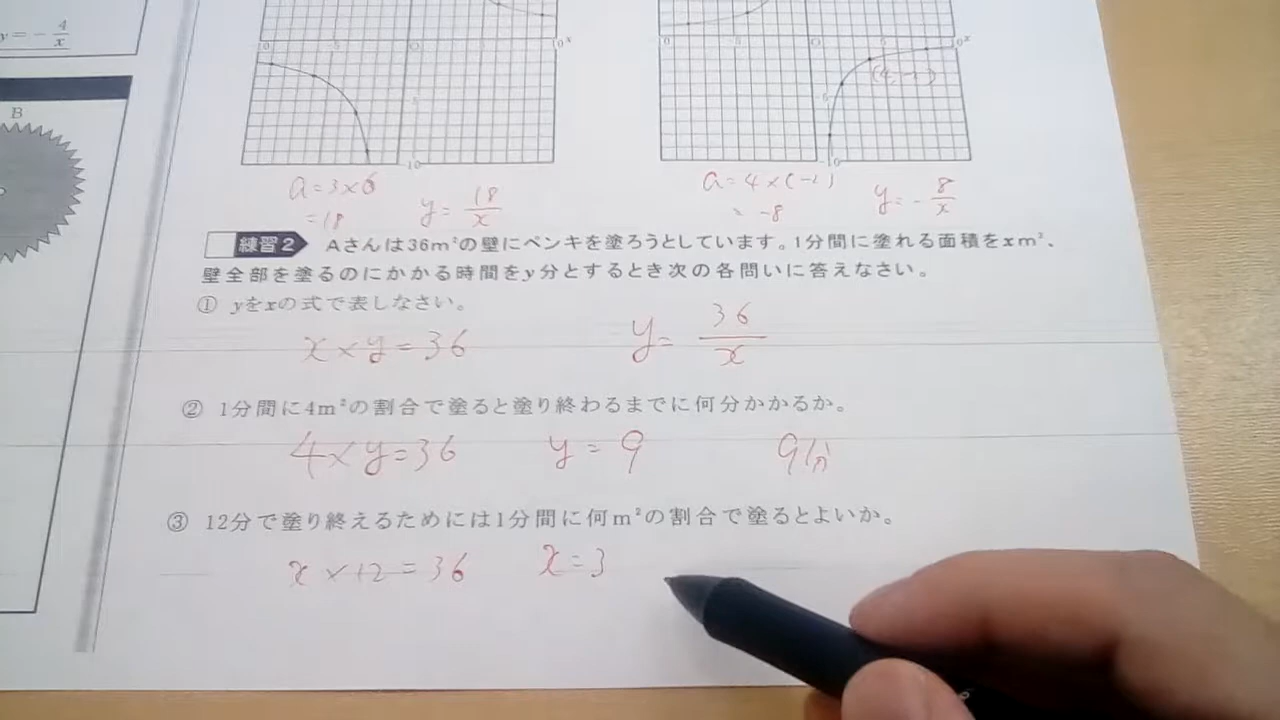 y=-4/x
B
5
10
x
-5
10
x
a=3×6
=18
y=18/x
(4,-2)
a=4×(-2)
=-8
y=-8/x
練習2 Aさんは36m²の壁にペンキを塗ろうとしています。1分間に塗れる面積をxm²、
壁全部を塗るのにかかる時間をy分とするとき次の各問いに答えなさい。
① yをxの式で表しなさい。
x×y=36 y=36/x
② 1分間に4m²の割合で塗ると塗り終わるまでに何分かかるか。
4×y=36 y=9 9分
③ 12分で塗り終えるためには1分間に何m²の割合で塗るとよいか。
x×12=36 x=3